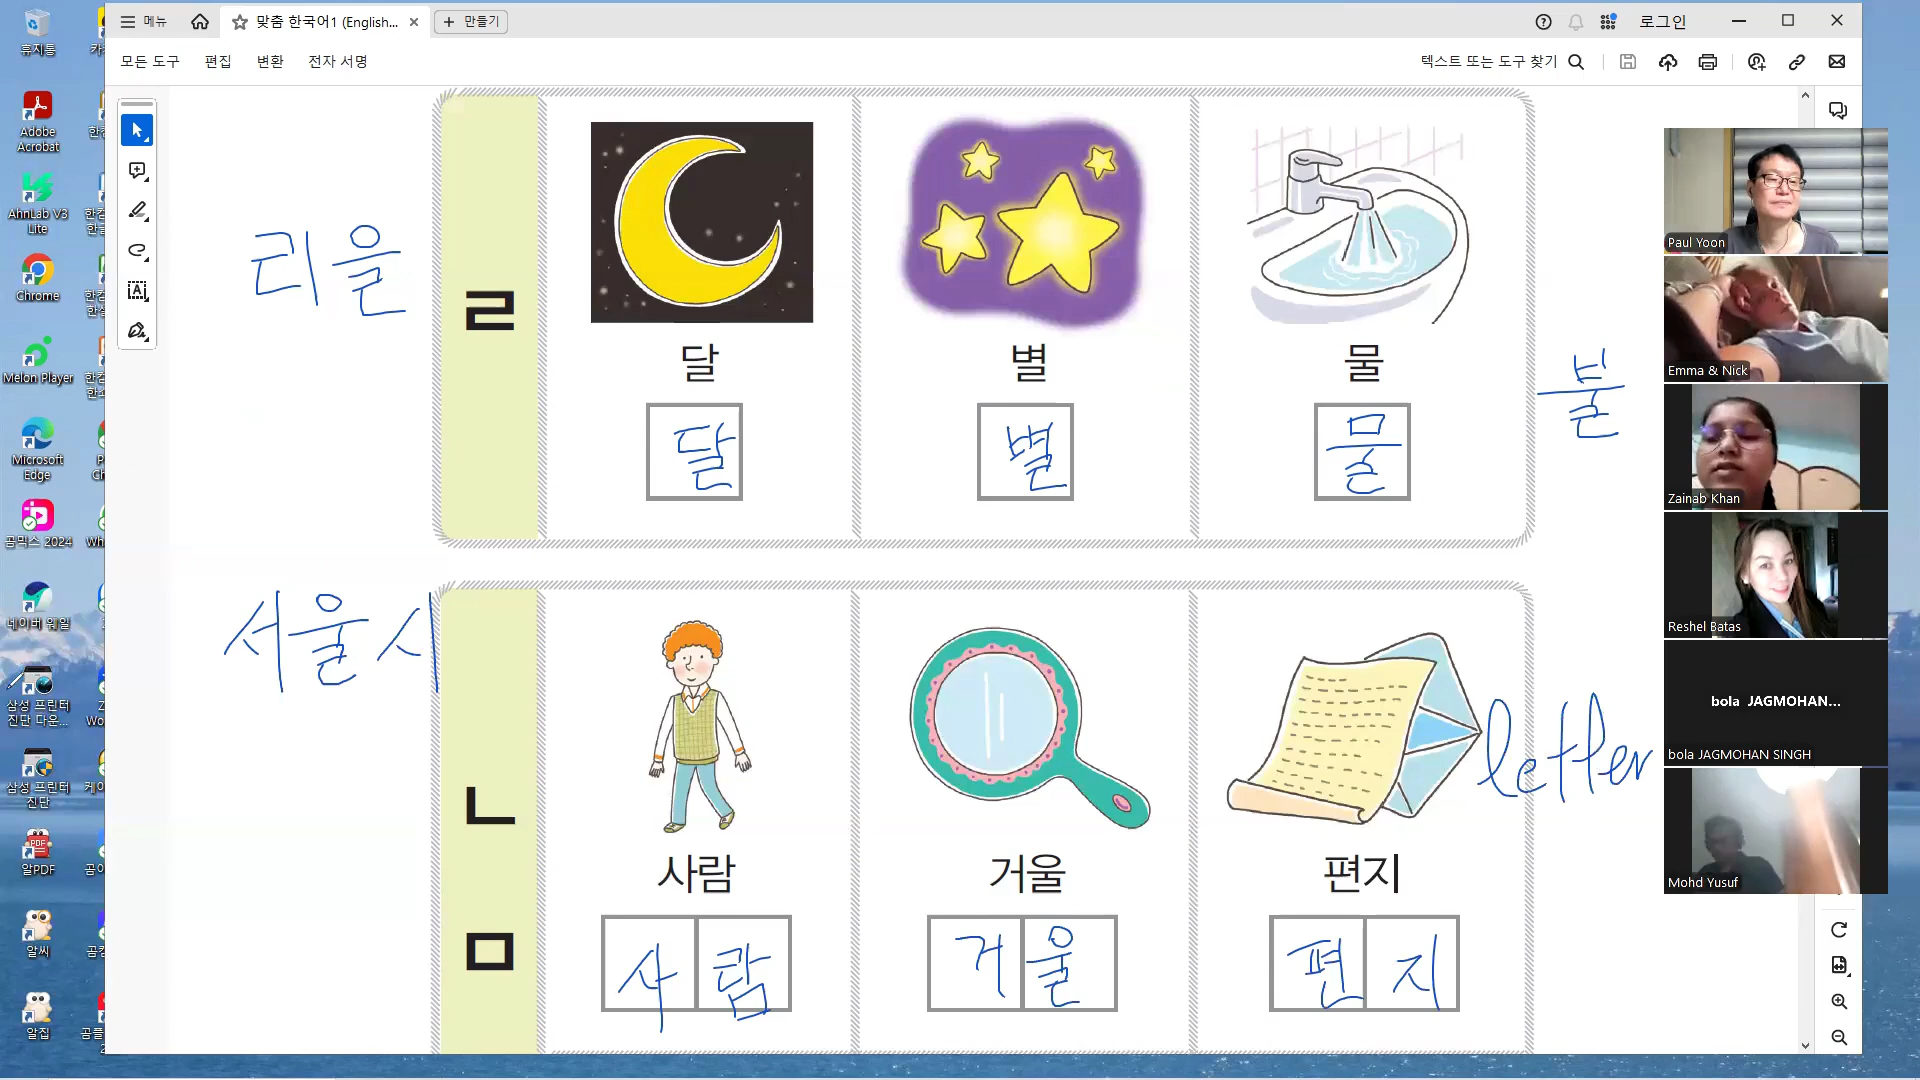 메뉴
맞춤 한국어1 (English...
만들기
로그인
모든 도구 편집 변환 전자 서명
텍스트 또는 도구 찾기
휴지통
Adobe Acrobat
AhnLab V3 Lite
Chrome
Melon Player
Microsoft Edge
곰믹스 2024
네이버 웨일
삼성 프린터 진단 다운...
삼성 프린터 진단
알PDF
알씨
알집
리을
ㄹ
달 별 물
달 별 물
불
서울시
ㄴ
ㅁ
letter
사람 거울 편지
사람 거울 편지
Paul Yoon
Emma & Nick
Zainab Khan
Reshel Batas
bola JAGMOHAN...
bola JAGMOHAN SINGH
Mohd Yusuf